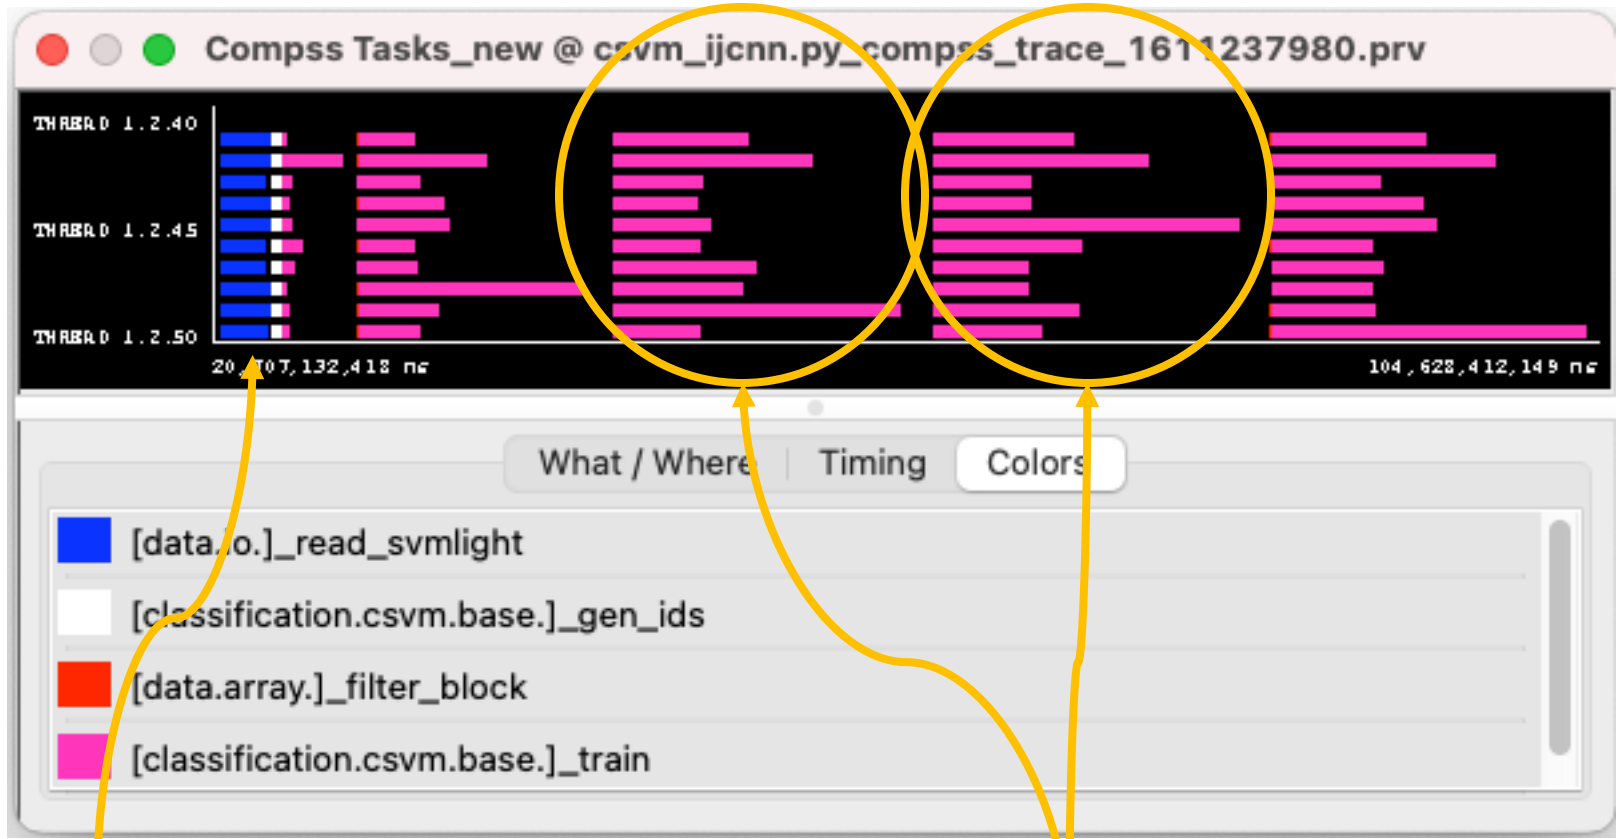 Compss Tasks_new @ csvm_ijcnn.py_compss_trace_1611237980.prv
THREAD 1.2.40
THREAD 1.2.45
THREAD 1.2.50
104,628,412,149 ns
What / Where
Timing
Colors
[data.io.]_read_svmlight
[classification.csvm.base.]_gen_ids
[data.array.]_filter_block
[classification.csvm.base.]_train